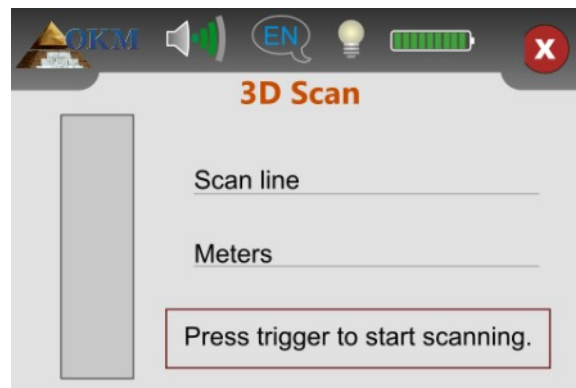 OKM
EN
X
3D Scan
Scan line
Meters
Press trigger to start scanning.